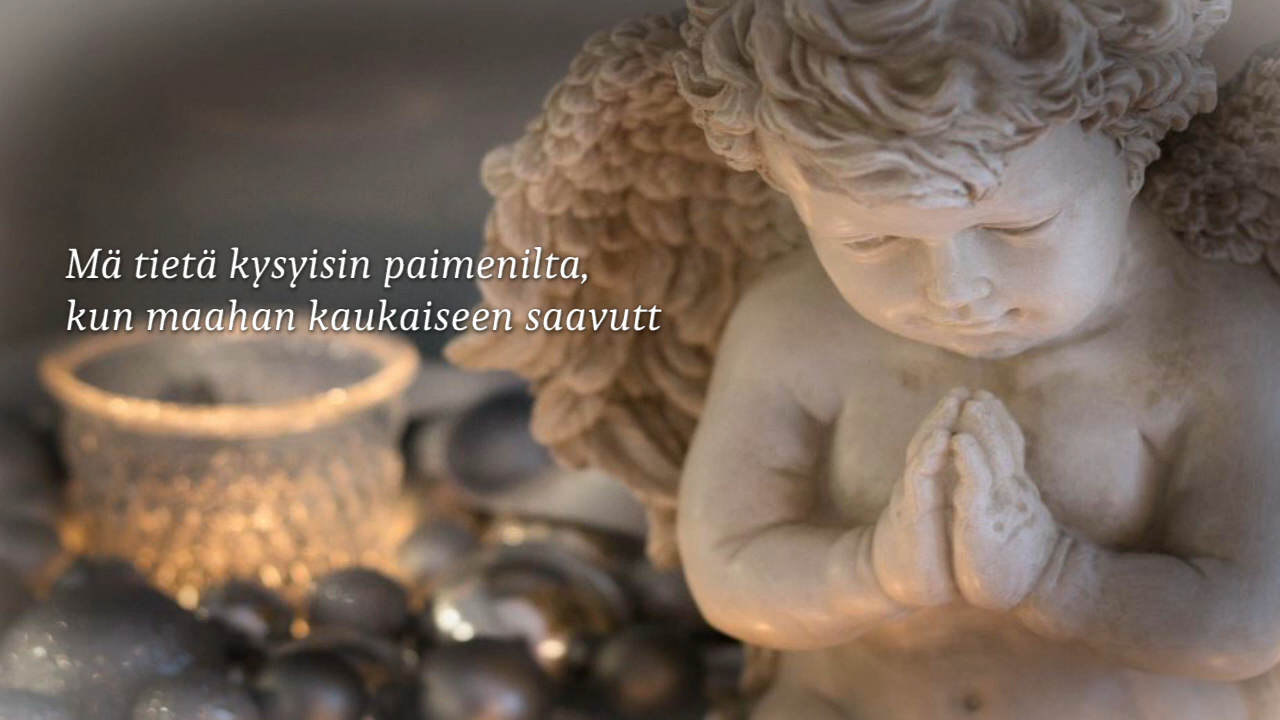 Mä tietä kysyisin paimenilta,
kun maahan kaukaiseen saavutt